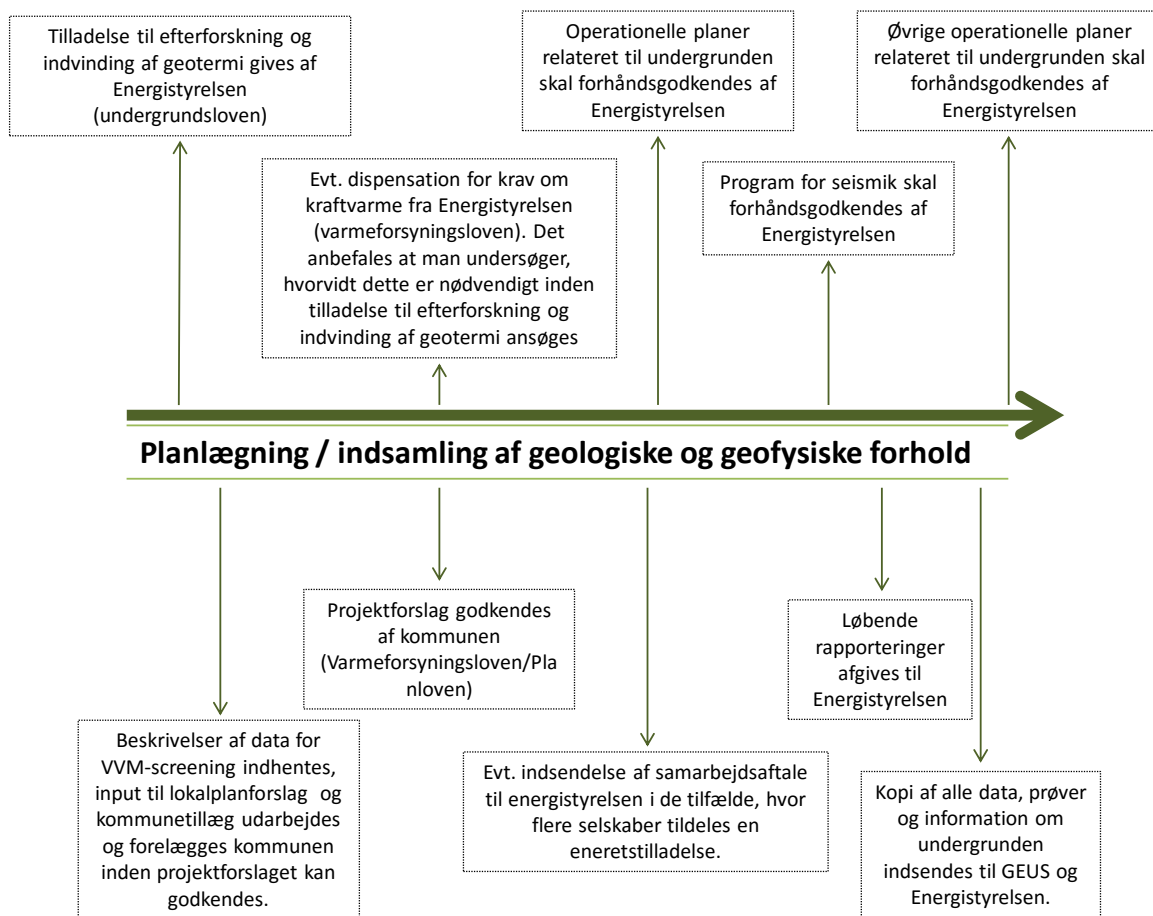 Tilladelse til efterforskning og
indvinding af geotermi gives af
Energistyrelsen
(undergrundsloven)
Evt. dispensation for krav om
kraftvarme fra Energistyrelsen
(varmeforsyningsloven). Det
anbefales at man undersøger,
hvorvidt dette er nødvendigt inden
tilladelse til efterforskning og
indvinding af geotermi ansøges
Operationelle planer
relateret til undergrunden
skal forhåndsgodkendes af
Energistyrelsen
Program for seismik skal
forhåndsgodkendes af
Energistyrelsen
Øvrige operationelle planer
relateret til undergrunden skal
forhåndsgodkendes af
Energistyrelsen
Planlægning / indsamling af geologiske og geofysiske forhold
Beskrivelser af data for
VVM-screening indhentes,
input til lokalplanforslag og
kommunetillæg udarbejdes
og forelægges kommunen
inden projektforslaget kan
godkendes.
Projektforslag godkendes
af kommunen
(Varmeforsyningsloven/Pla
nloven)
Evt. indsendelse af samarbejdsaftale
til energistyrelsen i de tilfælde, hvor
flere selskaber tildeles en
eneretstilladelse.
Løbende
rapporteringer
afgives til
Energistyrelsen
Kopi af alle data, prøver
og information om
undergrunden
indsendes til GEUS og
Energistyrelsen.